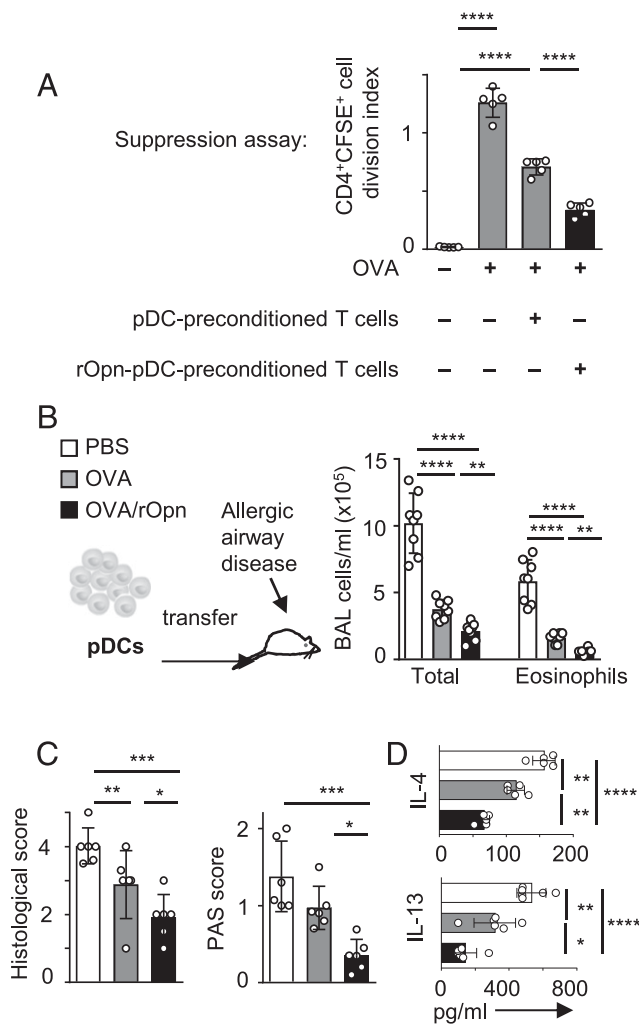 A
Suppression assay:
CD4⁺CFSE⁺ cell
division index
****
**** ****
1
0
OVA – + + +
pDC-preconditioned T cells – – + –
rOpn-pDC-preconditioned T cells – – – +
B
PBS
OVA
OVA/rOpn
Allergic
airway
disease
transfer
pDCs
BAL cells/ml (x10⁵)
15
10
5
0
****
**** **
****
**** **
Total Eosinophils
C
Histological score
4
2
0
***
** *
PAS score
2
1
0
***
*
D
IL-4
**
**
****
0 100 200
IL-13
**
*
****
0 400 800
pg/ml